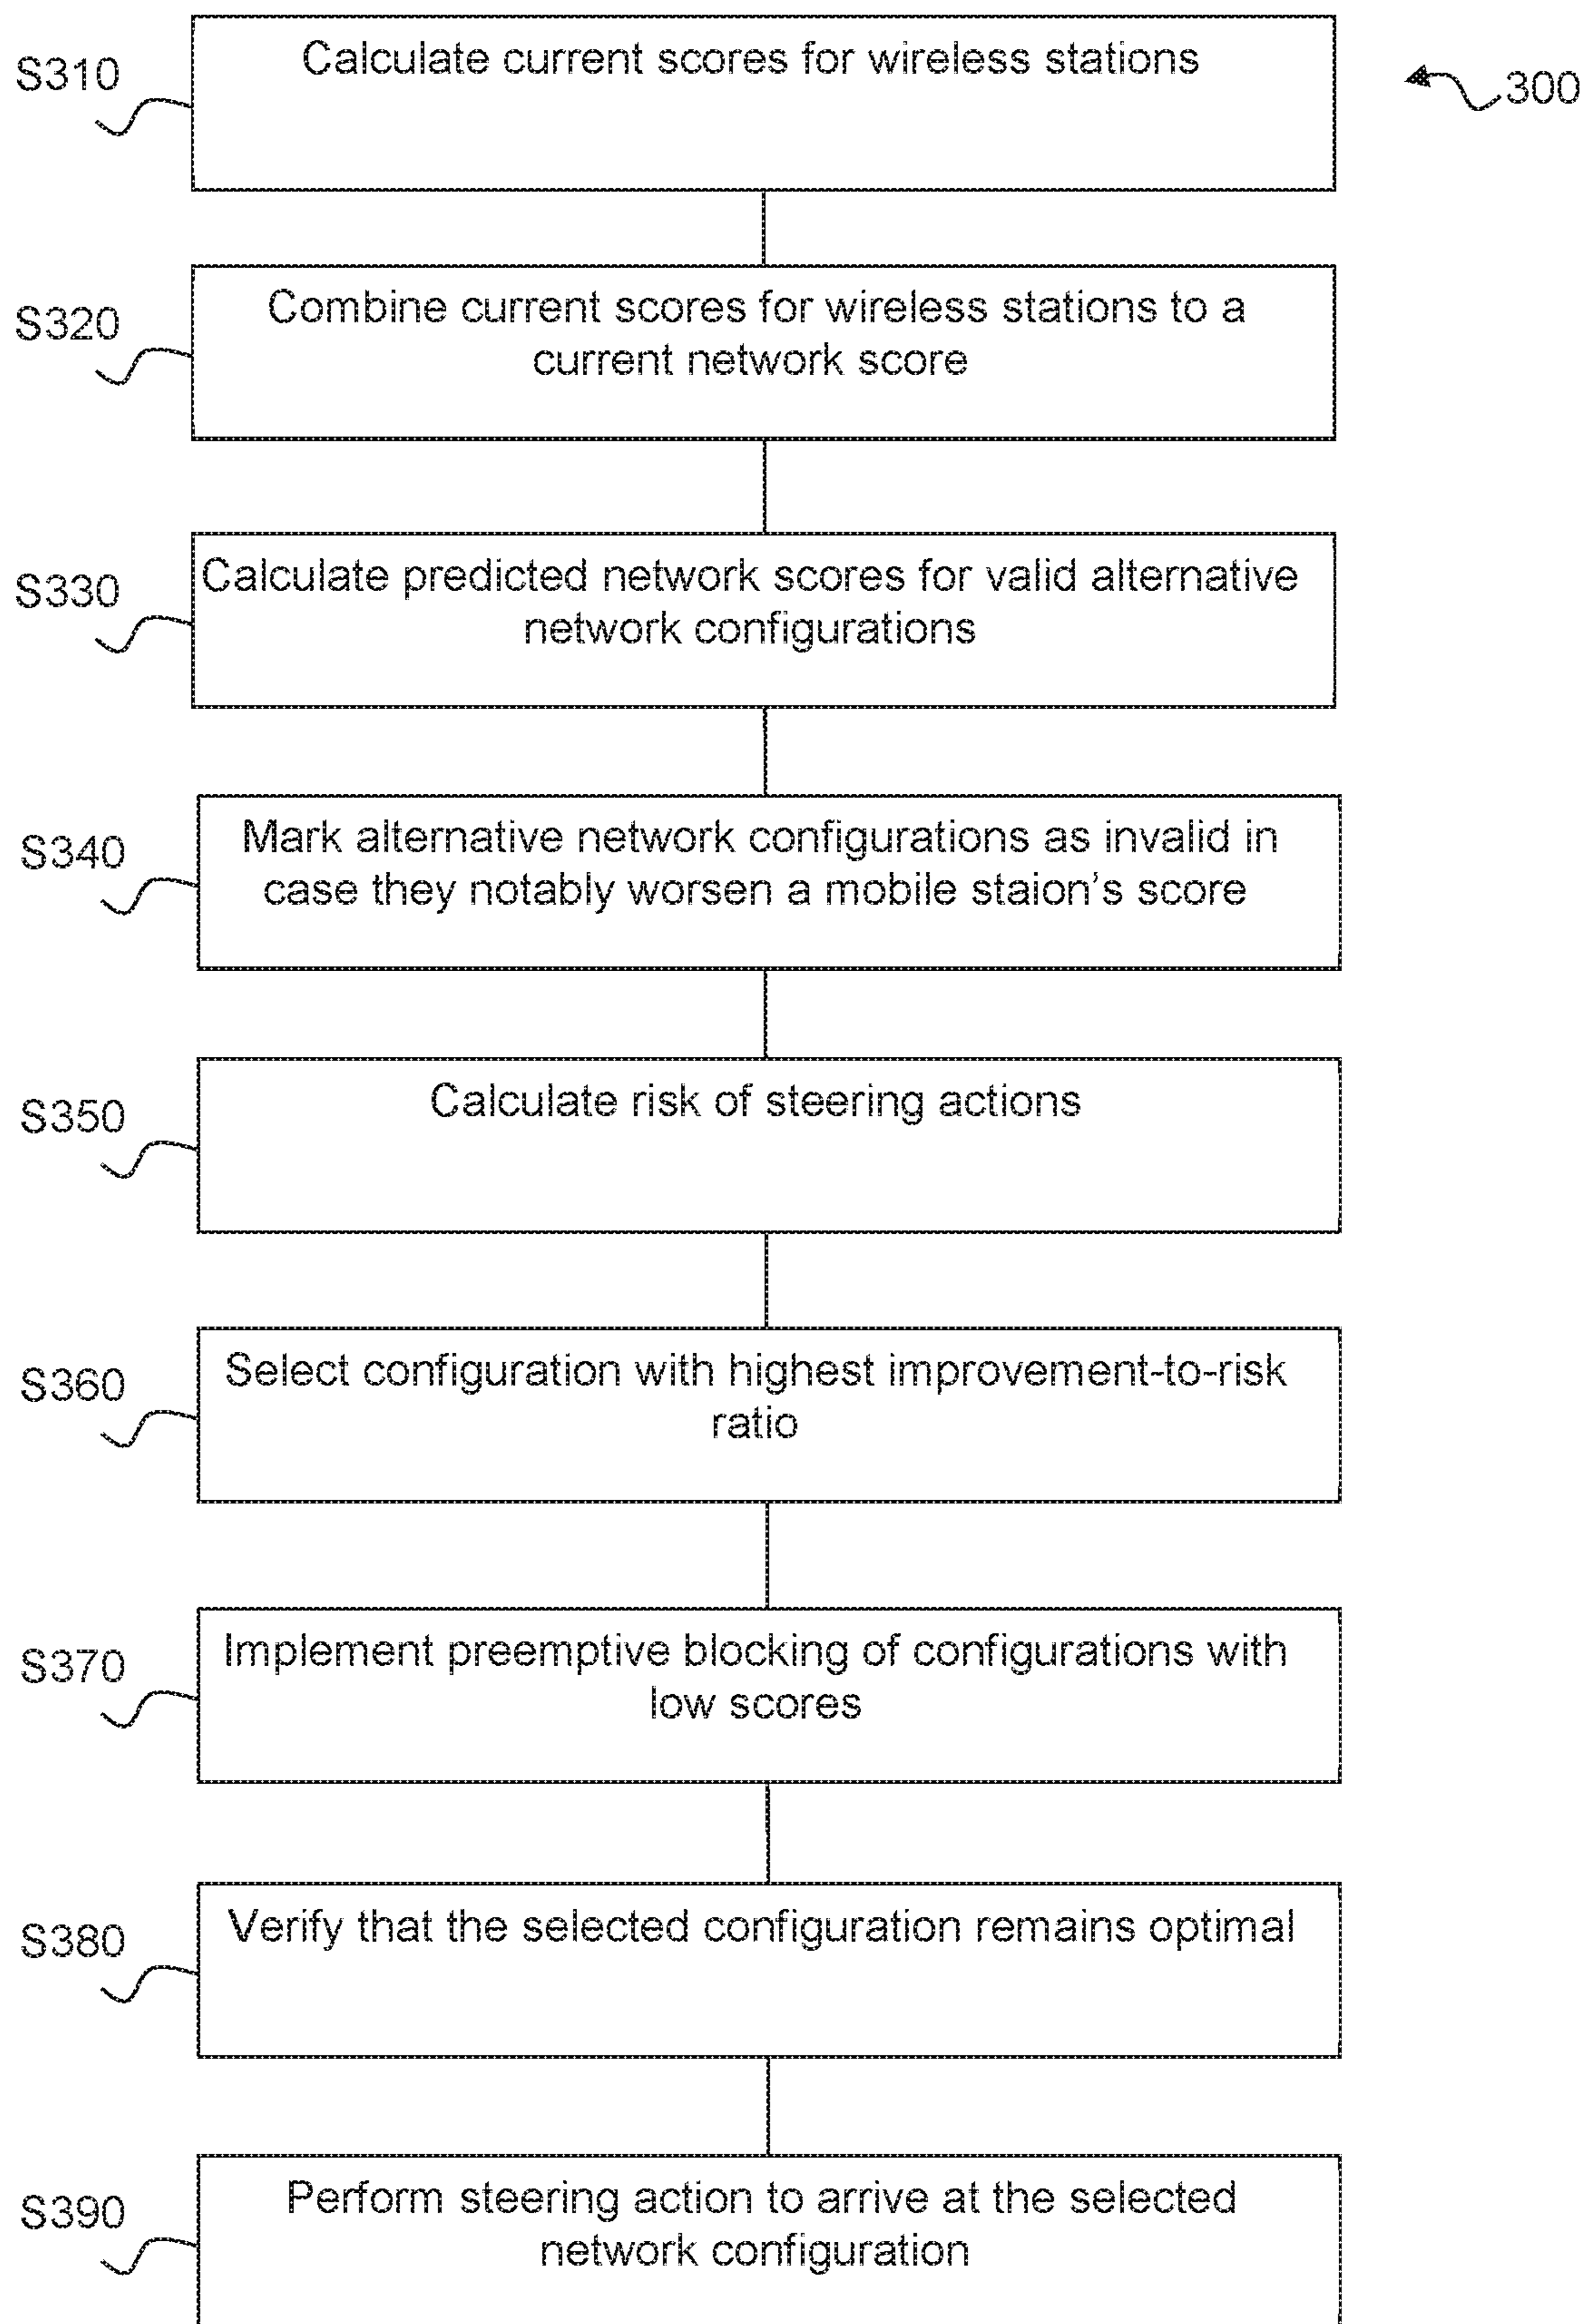 S310
Calculate current scores for wireless stations
300
S320
Combine current scores for wireless stations to a
current network score
S330
Calculate predicted network scores for valid alternative
network configurations
S340
Mark alternative network configurations as invalid in
case they notably worsen a mobile staion's score
S350
Calculate risk of steering actions
S360
Select configuration with highest improvement-to-risk
ratio
S370
Implement preemptive blocking of configurations with
low scores
S380
Verify that the selected configuration remains optimal
S390
Perform steering action to arrive at the selected
network configuration